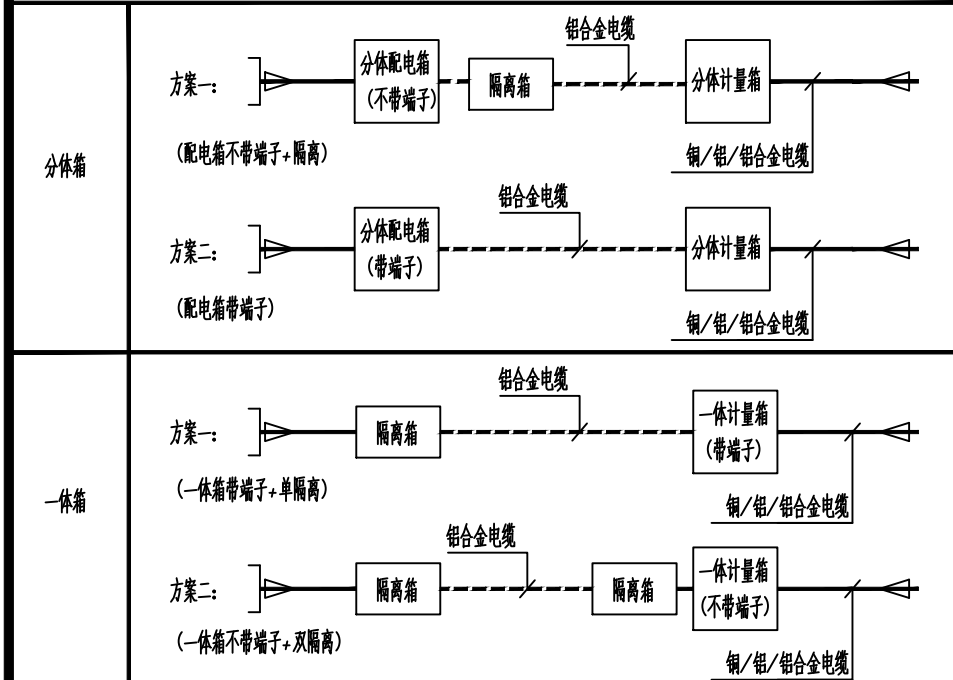 分体箱
方案一：
(配电箱不带端子+隔离)
分体配电箱
(不带端子)
隔离箱
铝合金电缆
分体计量箱
铜/铝/铝合金电缆
方案二：
(配电箱带端子)
分体配电箱
(带端子)
铝合金电缆
分体计量箱
铜/铝/铝合金电缆
一体箱
方案一：
(一体箱带端子+单隔离)
隔离箱
铝合金电缆
一体计量箱
(带端子)
铜/铝/铝合金电缆
方案二：
(一体箱不带端子+双隔离)
隔离箱
铝合金电缆
隔离箱
一体计量箱
(不带端子)
铜/铝/铝合金电缆